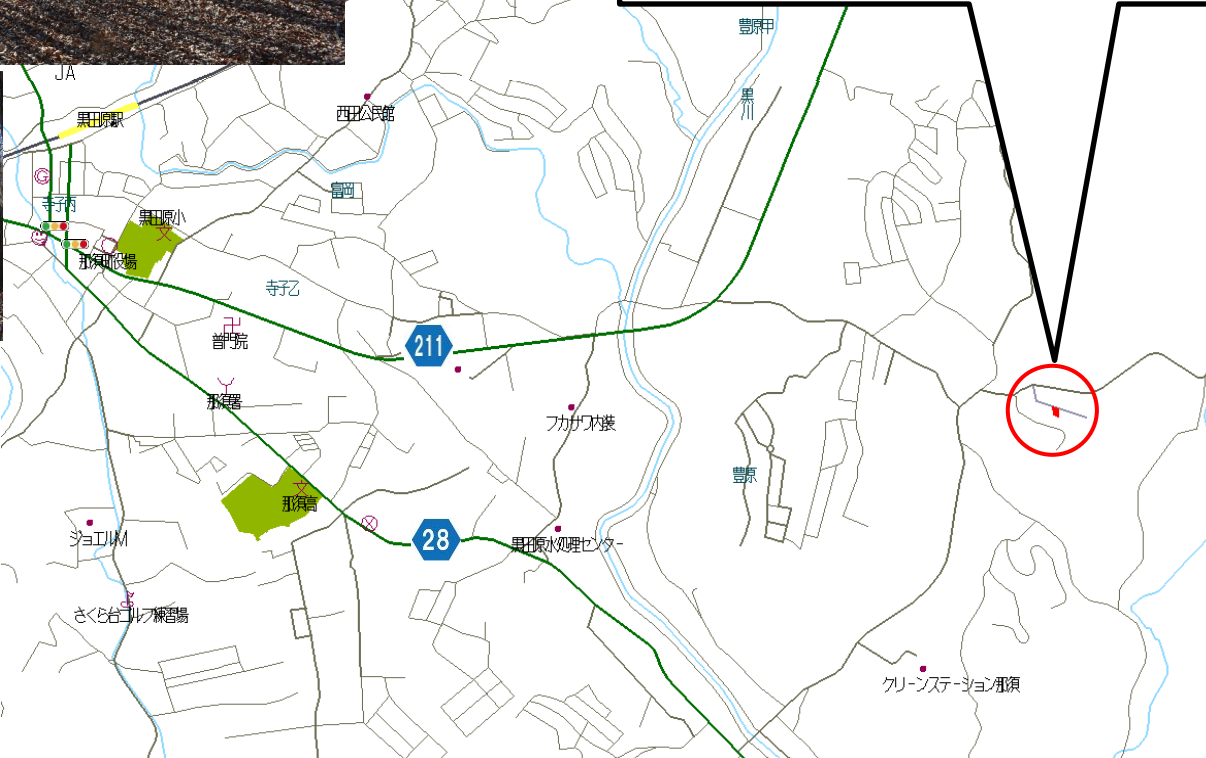 豊原甲
JA
黒川
西田公民館
黒田原駅
富岡
寺子丙
黒田原小
文
那須町役場
寺子乙
普門院
211
那須署
フカサワ内装
豊原
文
那須高
ジョエルM
28
黒田原水処理センター
さくら台ゴルフ練習場
クリーンステーション那須